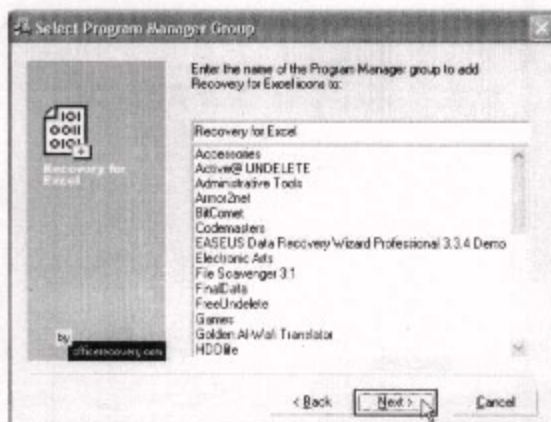 Select Program Manager Group
Enter the name of the Program Manager group to add
Recovery for Excel icons to:
101
0011
0101
Recovery for
Excel
Recovery for Excel
Accessories
Active@ UNDELETE
Administrative Tools
Armor2net
BitComet
Codemasters
EASEUS Data Recovery Wizard Professional 3.3.4 Demo
Electronic Arts
File Scavenger 3.1
FinalData
FreeUndelete
Games
Golden Al-Wafi Translator
HDDlife
by
officerecovery.com
< Back
Next >
Cancel